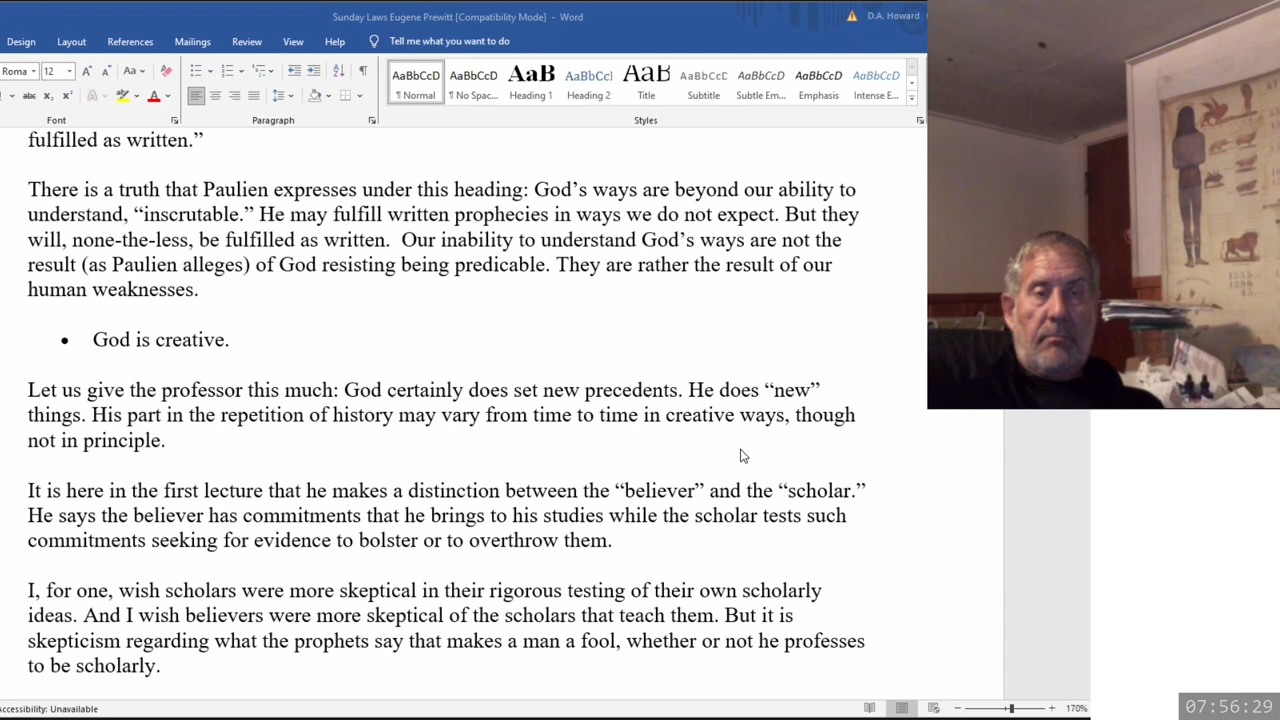 Sunday Laws Eugene Prewitt [Compatibility Mode] - Word
D.A. Howard
Design Layout References Mailings Review View Help Tell me what you want to do
Roma 12 Aa
AaBbCcD AaBbCcD AaB AaBbCc AaB AaBbCcD AaBbCcD AaBbCcD AaBbCcD
¶ Normal ¶ No Spac... Heading 1 Heading 2 Title Subtitle Subtle Em... Emphasis Intense E...
Font Paragraph Styles
fulfilled as written.”
There is a truth that Paulien expresses under this heading: God’s ways are beyond our ability to
understand, “inscrutable.” He may fulfill written prophecies in ways we do not expect. But they
will, none-the-less, be fulfilled as written. Our inability to understand God’s ways are not the
result (as Paulien alleges) of God resisting being predicable. They are rather the result of our
human weaknesses.
• God is creative.
Let us give the professor this much: God certainly does set new precedents. He does “new”
things. His part in the repetition of history may vary from time to time in creative ways, though
not in principle.
It is here in the first lecture that he makes a distinction between the “believer” and the “scholar.”
He says the believer has commitments that he brings to his studies while the scholar tests such
commitments seeking for evidence to bolster or to overthrow them.
I, for one, wish scholars were more skeptical in their rigorous testing of their own scholarly
ideas. And I wish believers were more skeptical of the scholars that teach them. But it is
skepticism regarding what the prophets say that makes a man a fool, whether or not he professes
to be scholarly.
Accessibility: Unavailable
170%
07:56:29